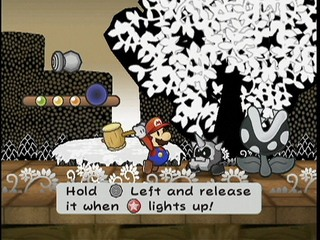 Hold Left and release
it when lights up!